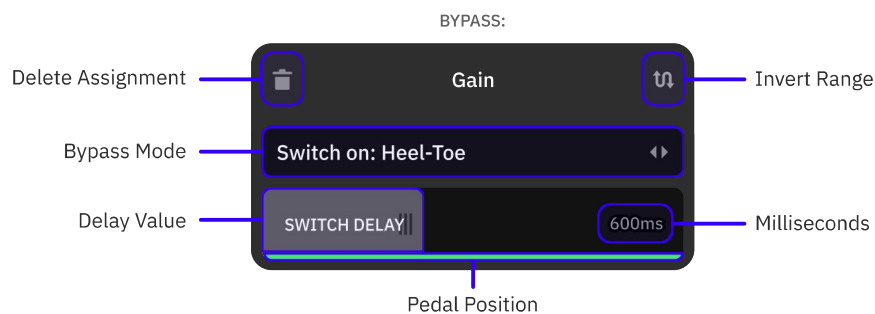 BYPASS:
Delete Assignment
Gain
Invert Range
Bypass Mode
Switch on: Heel-Toe
Delay Value
SWITCH DELAY
600ms
Milliseconds
Pedal Position